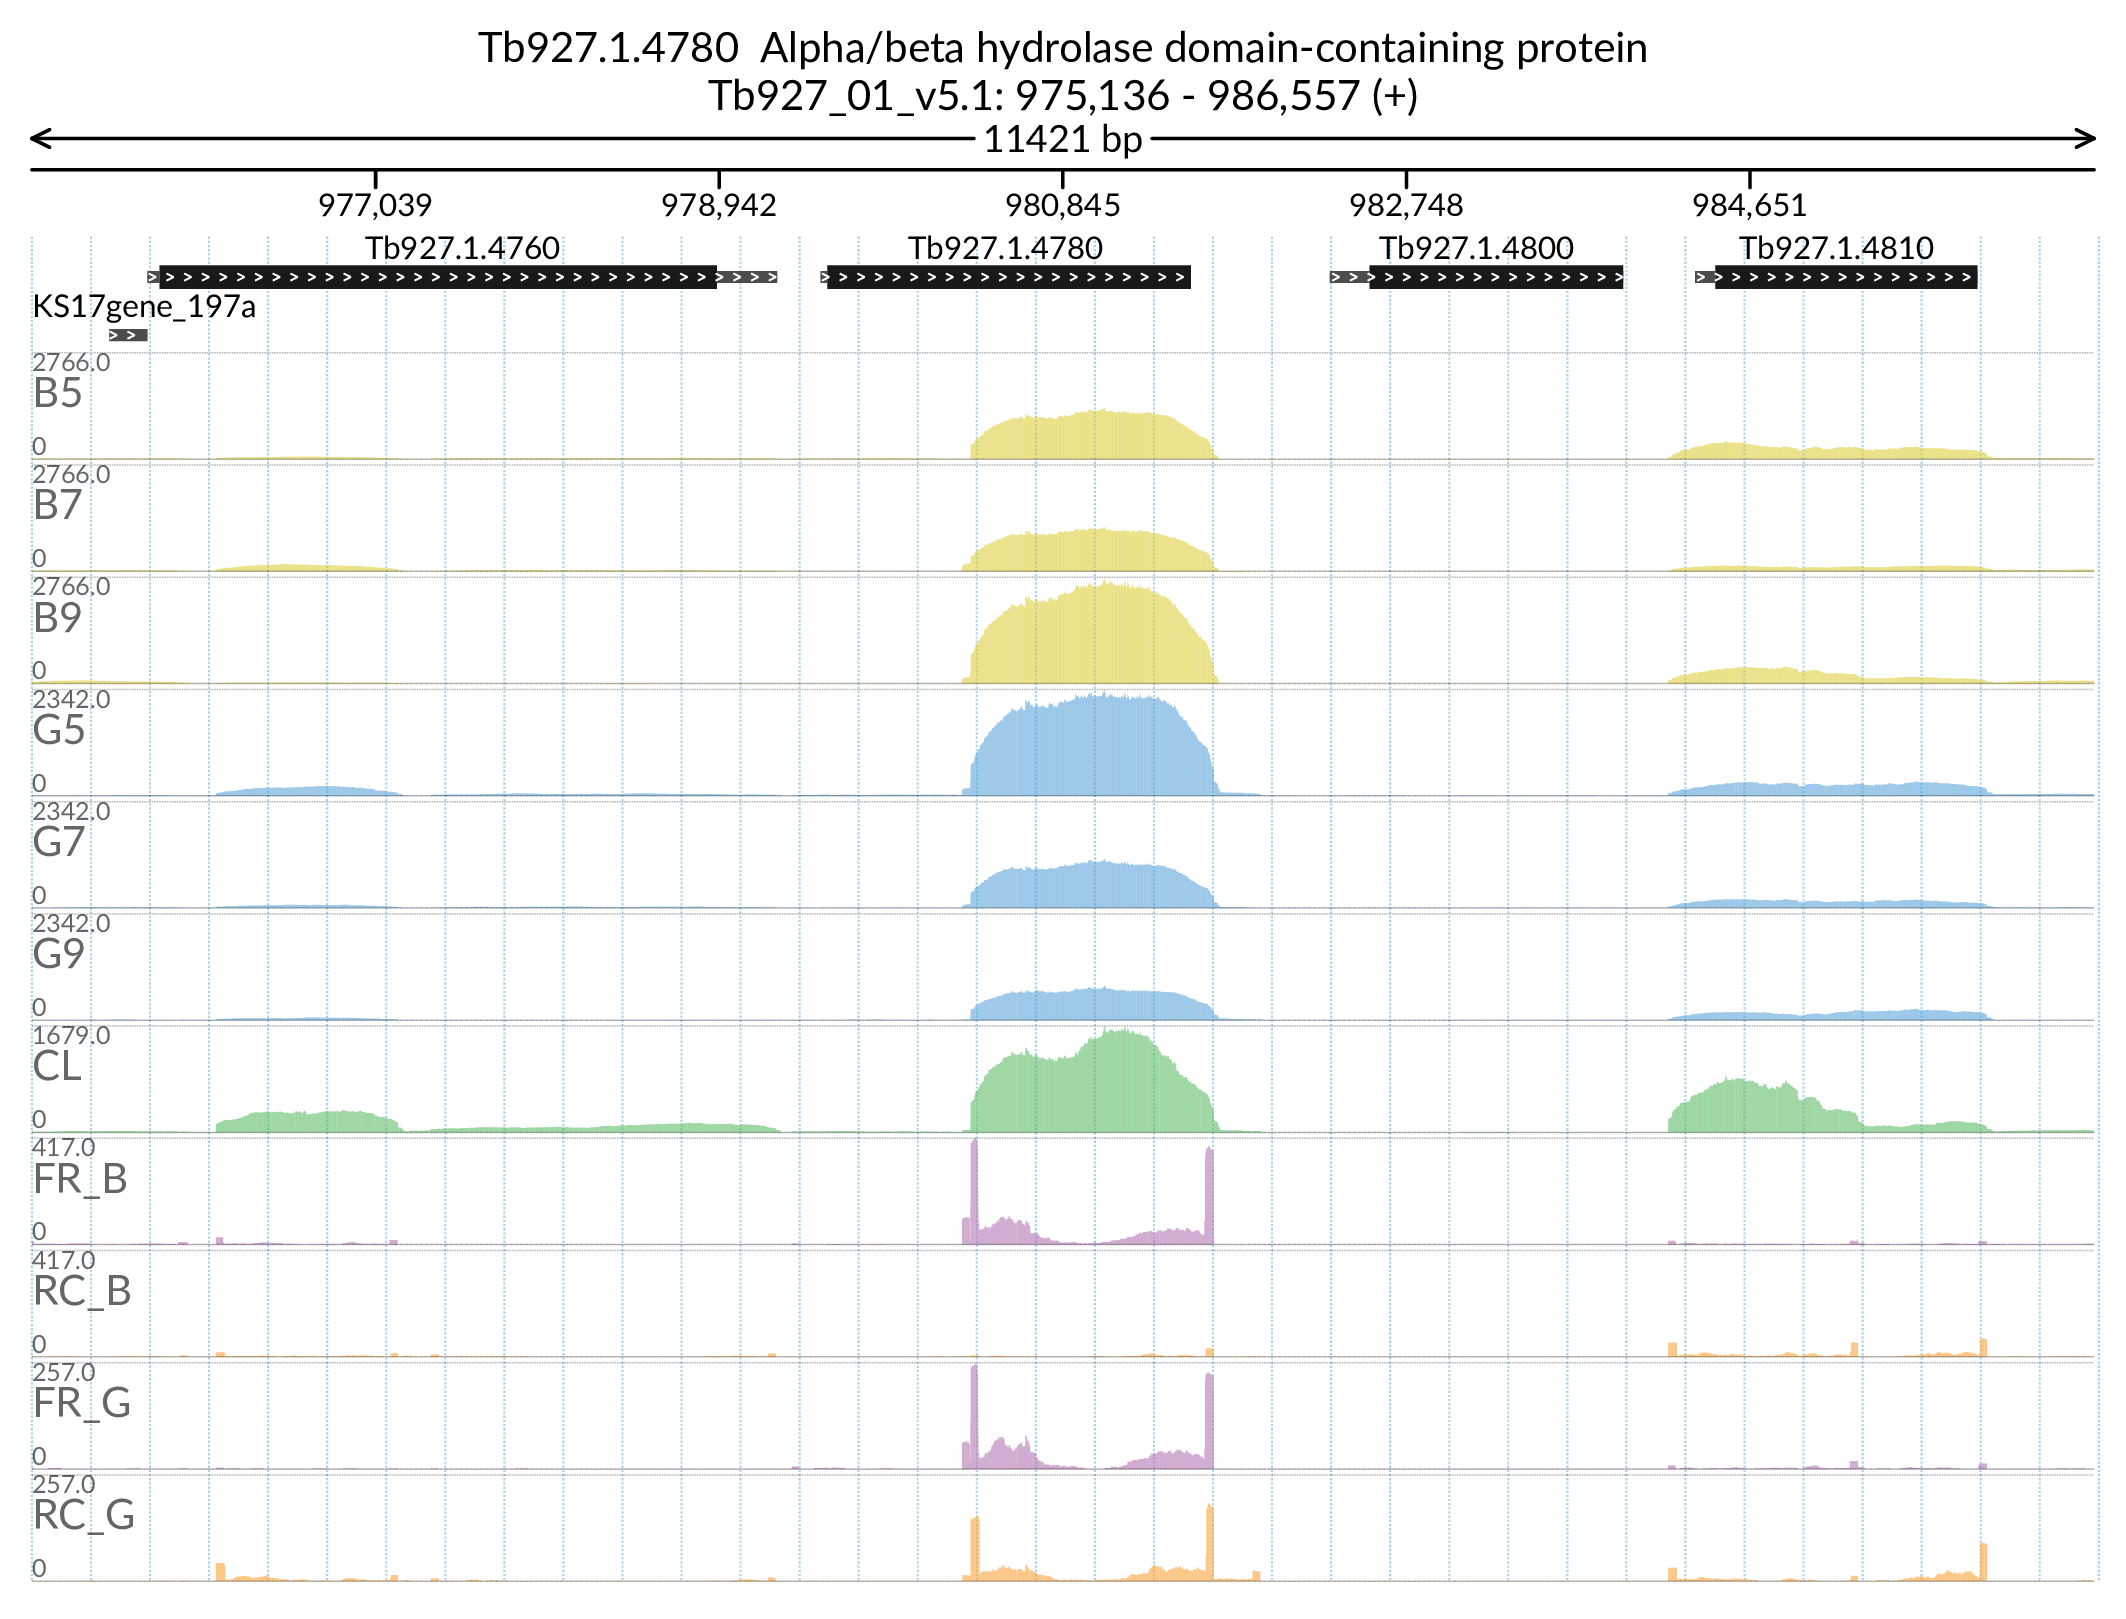 Tb927.1.4780  Alpha/beta hydrolase domain-containing protein
Tb927_01_v5.1: 975,136 - 986,557 (+)
11421 bp
977,039 978,942 980,845 982,748 984,651
Tb927.1.4760 Tb927.1.4780 Tb927.1.4800 Tb927.1.4810
KS17gene_197a
2766.0
B5
0
2766.0
B7
0
2766.0
B9
0
2342.0
G5
0
2342.0
G7
0
2342.0
G9
0
1679.0
CL
0
417.0
FR_B
0
417.0
RC_B
0
257.0
FR_G
0
257.0
RC_G
0